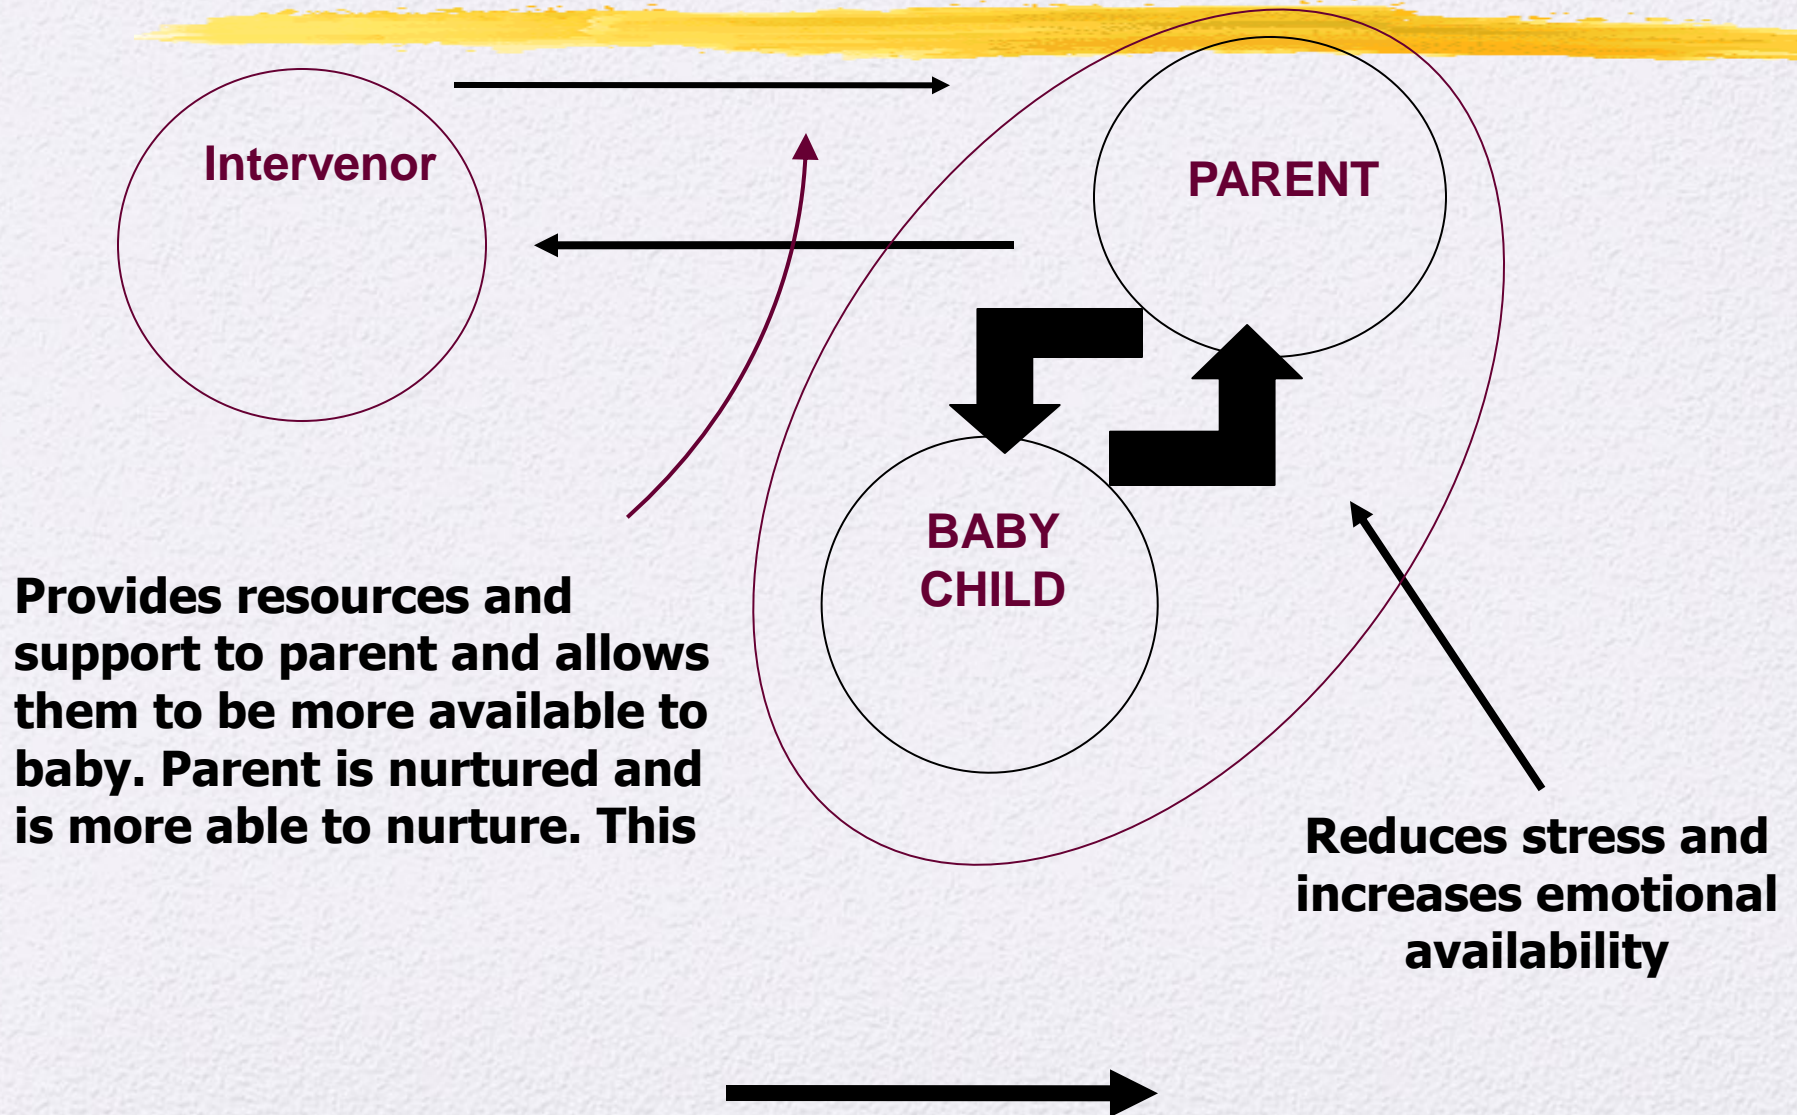 Intervenor
PARENT
BABY
CHILD
Provides resources and
support to parent and allows
them to be more available to
baby. Parent is nurtured and
is more able to nurture. This
Reduces stress and
increases emotional
availability